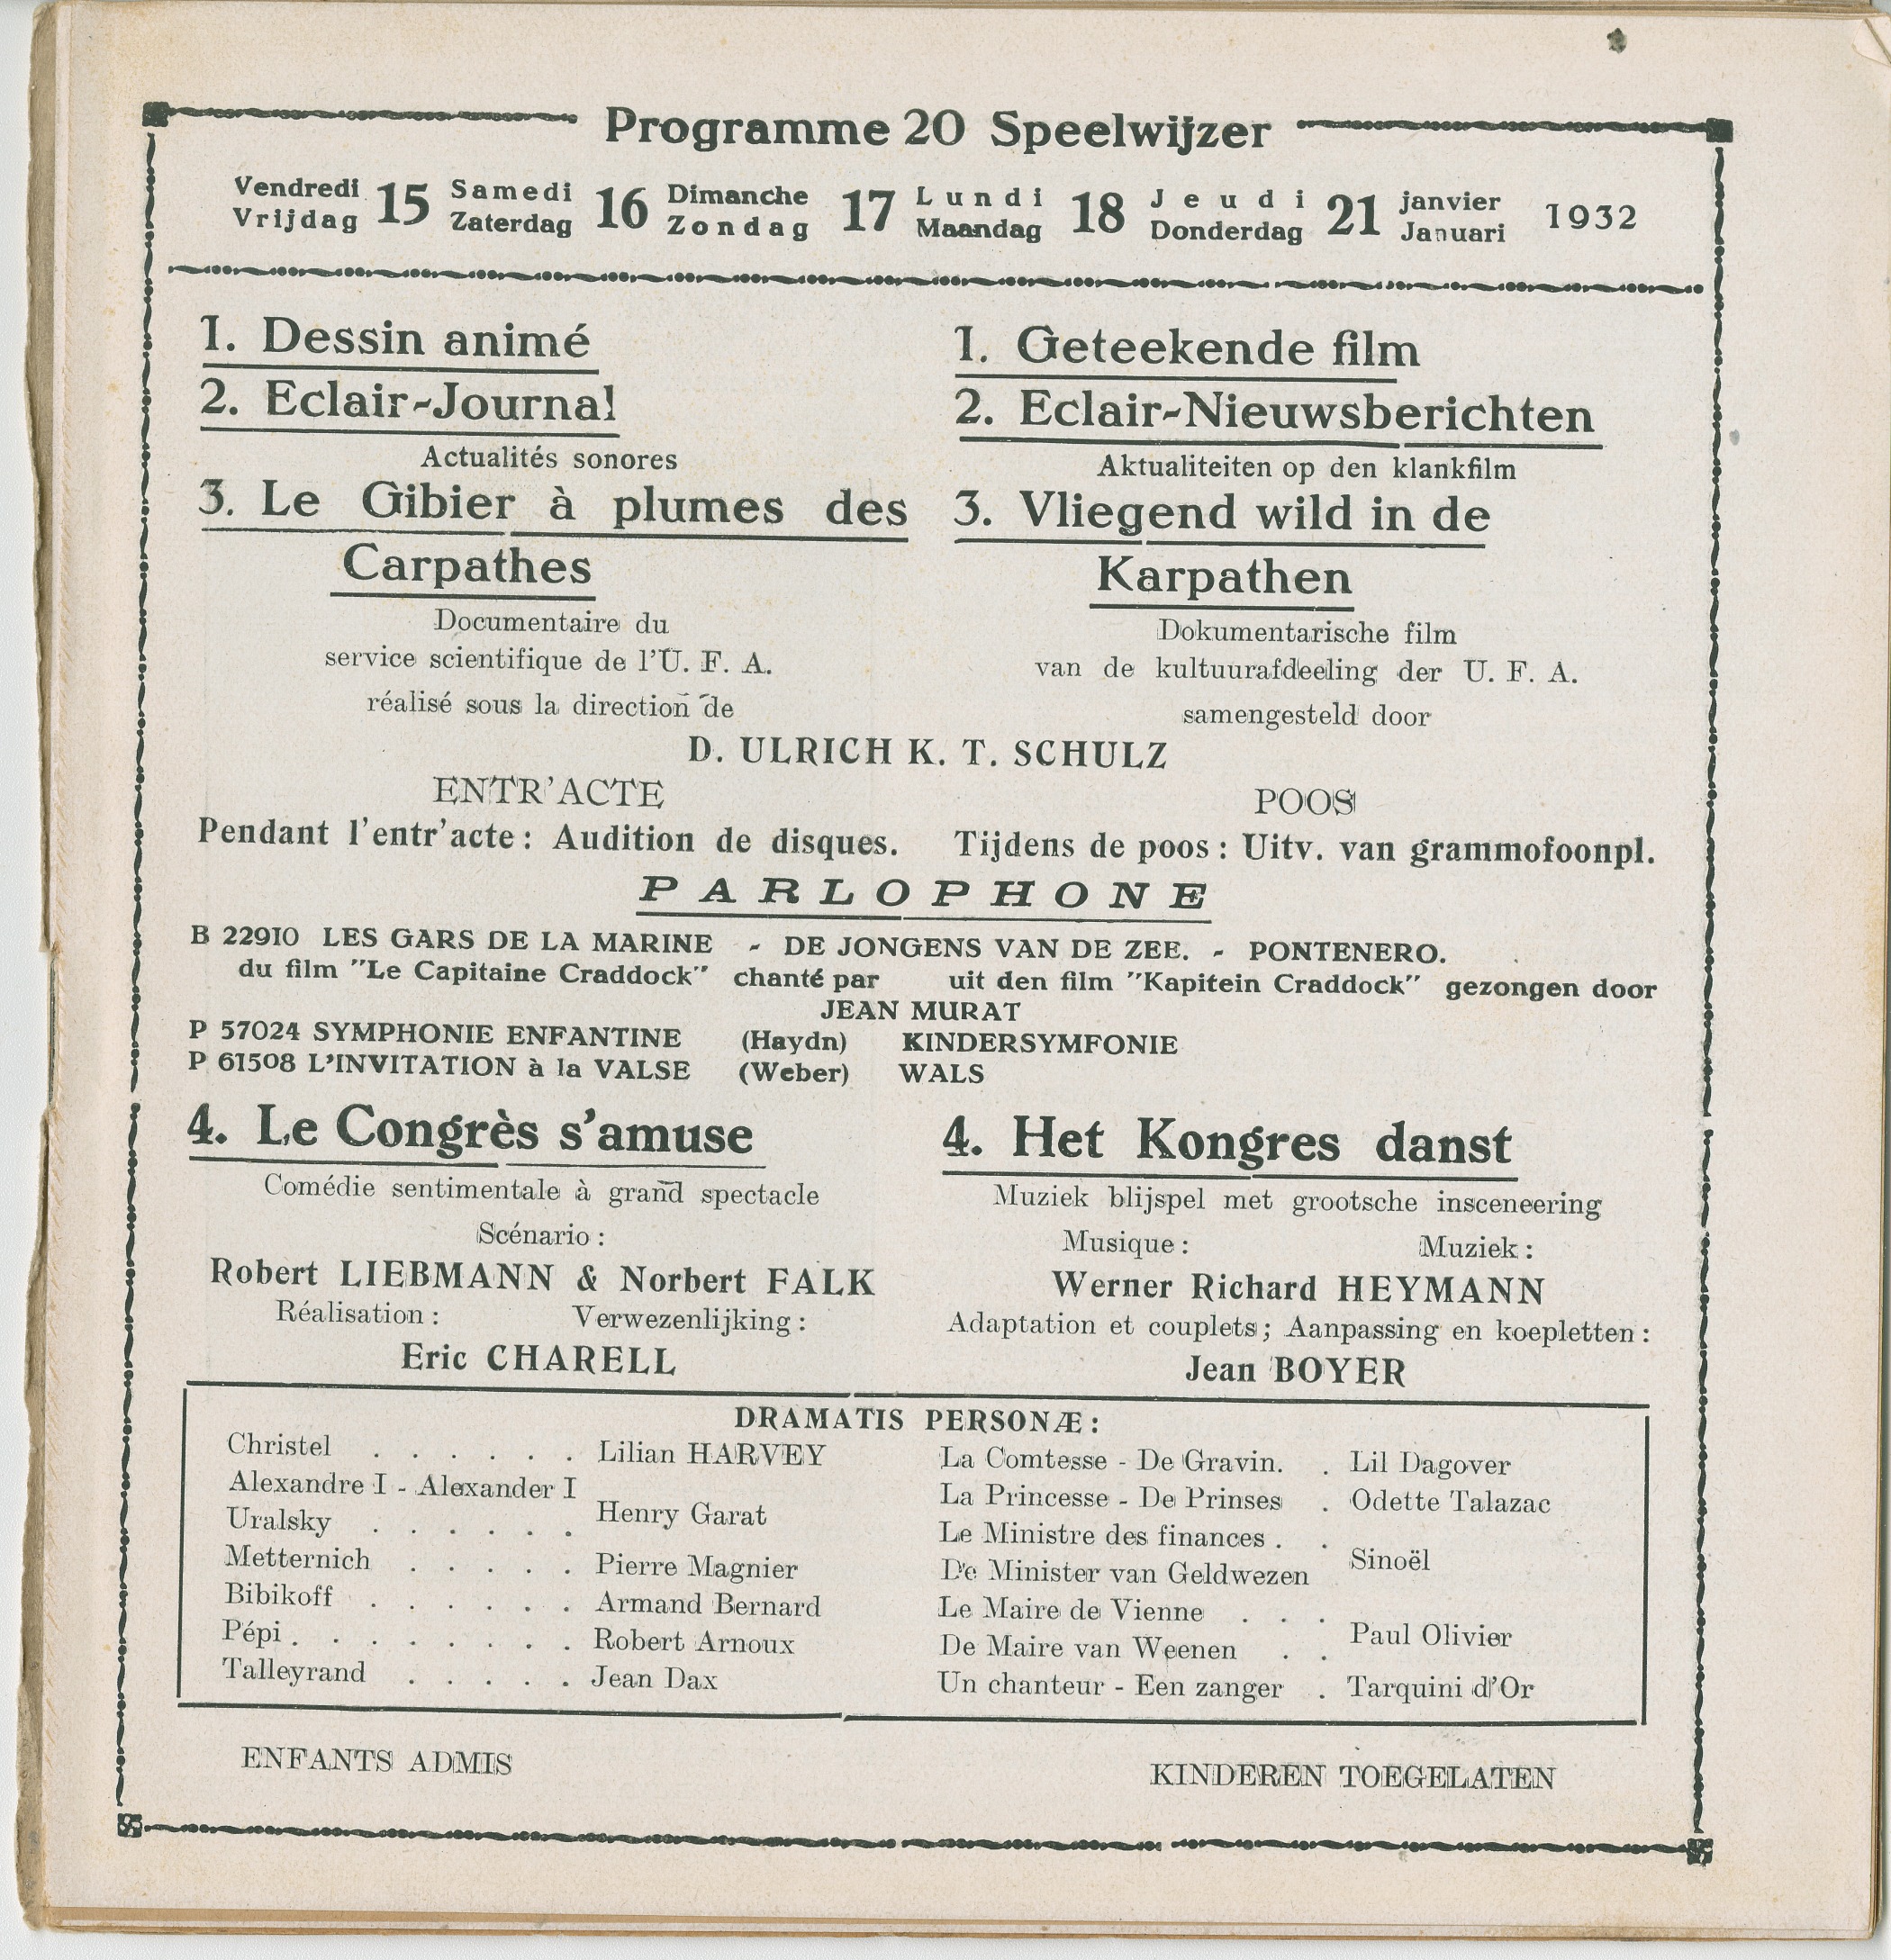 Programme 20 Speelwijzer
Vendredi 15 Samedi 16 Dimanche 17 Lundi 18 Jeudi 21 janvier 1932
Vrijdag Zaterdag Zondag Maandag Donderdag Januari
1. Dessin animé
2. Eclair-Journal
Actualités sonores
3. Le Gibier à plumes des
Carpathes
Documentaire du
service scientifique de l'U. F. A.
réalisé sous la direction de
1. Geteekende film
2. Eclair-Nieuwsberichten
Aktualiteiten op den klankfilm
3. Vliegend wild in de
Karpathen
Dokumentarische film
van de kultuurafdeeling der U. F. A.
samengesteld door
D. ULRICH K. T. SCHULZ
ENTR'ACTE
Pendant l'entr'acte : Audition de disques.
POOS
Tijdens de poos : Uitv. van grammofoonpl.
PARLOPHONE
B 22910 LES GARS DE LA MARINE - DE JONGENS VAN DE ZEE. - PONTENERO.
du film "Le Capitaine Craddock" chanté par uit den film "Kapitein Craddock" gezongen door
JEAN MURAT
P 57024 SYMPHONIE ENFANTINE (Haydn) KINDERSYMFONIE
P 61508 L'INVITATION à la VALSE (Weber) WALS
4. Le Congrès s'amuse
Comédie sentimentale à grand spectacle
Scénario :
Robert LIEBMANN & Norbert FALK
Réalisation : Verwezenlijking :
Eric CHARELL
4. Het Kongres danst
Muziek blijspel met grootsche insceneering
Musique : Muziek :
Werner Richard HEYMANN
Adaptation et couplets ; Aanpassing en koepletten :
Jean BOYER
DRAMATIS PERSONÆ :
Christel . . . . . . Lilian HARVEY
Alexandre I - Alexander I
Henry Garat
Uralsky . . . . . .
Metternich . . . . . Pierre Magnier
Bibikoff . . . . . . Armand Bernard
Pépi . . . . . . . . Robert Arnoux
Talleyrand . . . . . Jean Dax
La Comtesse - De Gravin. . Lil Dagover
La Princesse - De Prinses . Odette Talazac
Le Ministre des finances . .
Sinoël
De Minister van Geldwezen
Le Maire de Vienne . . .
Paul Olivier
De Maire van Weenen . .
Un chanteur - Een zanger . Tarquini d'Or
ENFANTS ADMIS
KINDEREN TOEGELATEN